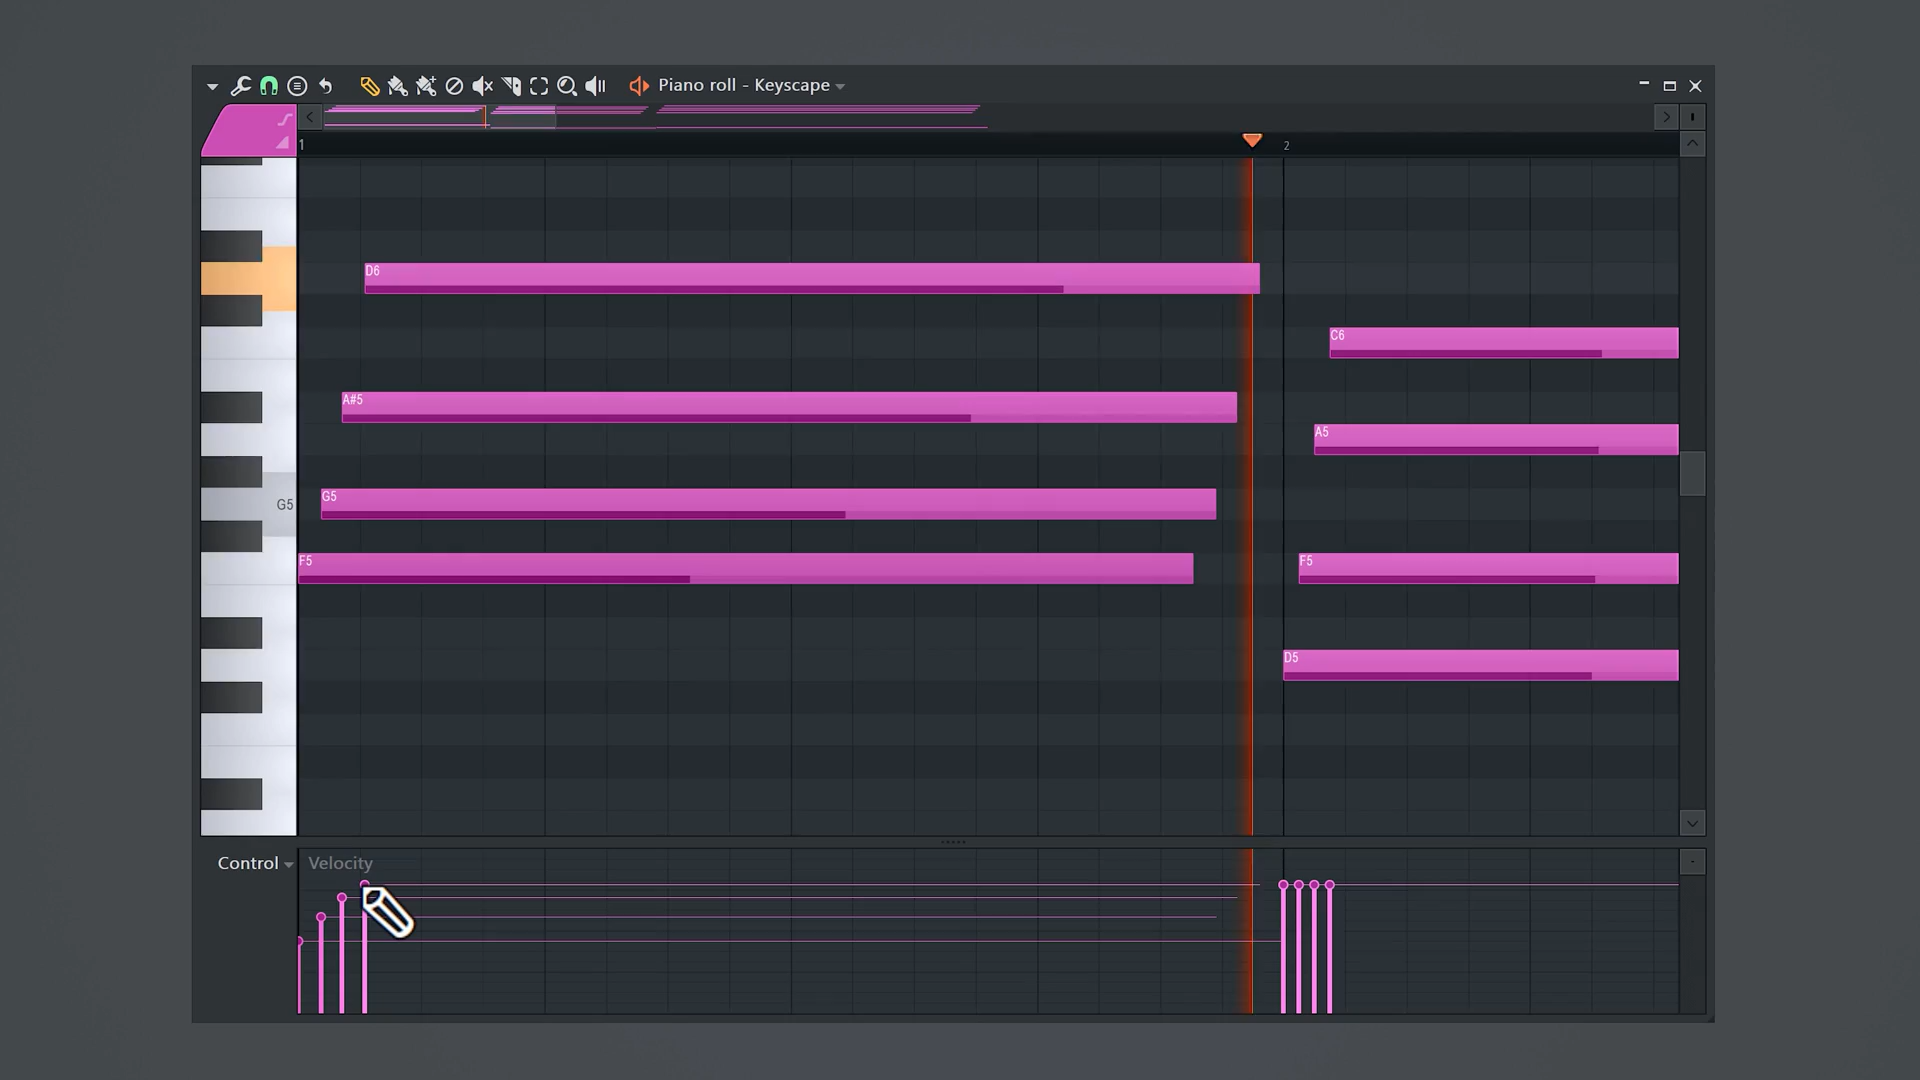 Piano roll - Keyscape
1
2
D6
C6
A#5
A5
G5
G5
F5
F5
D5
Control
Velocity